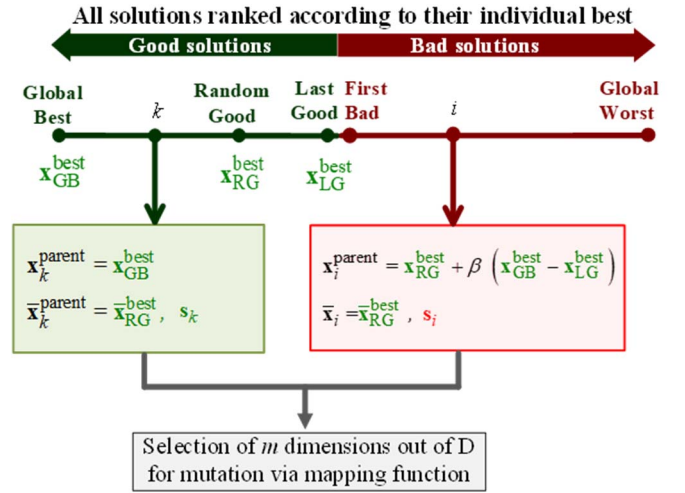 All solutions ranked according to their individual best
Good solutions Bad solutions
Global Best k Random Good Last Good First Bad i Global Worst
x_GB^best x_RG^best x_LG^best
x_k^parent = x_GB^best
x̄_k^parent = x̄_RG^best , s_k
x_i^parent = x_RG^best + β (x_GB^best − x_LG^best)
x̄_i =x̄_RG^best , s_i
Selection of m dimensions out of D
for mutation via mapping function